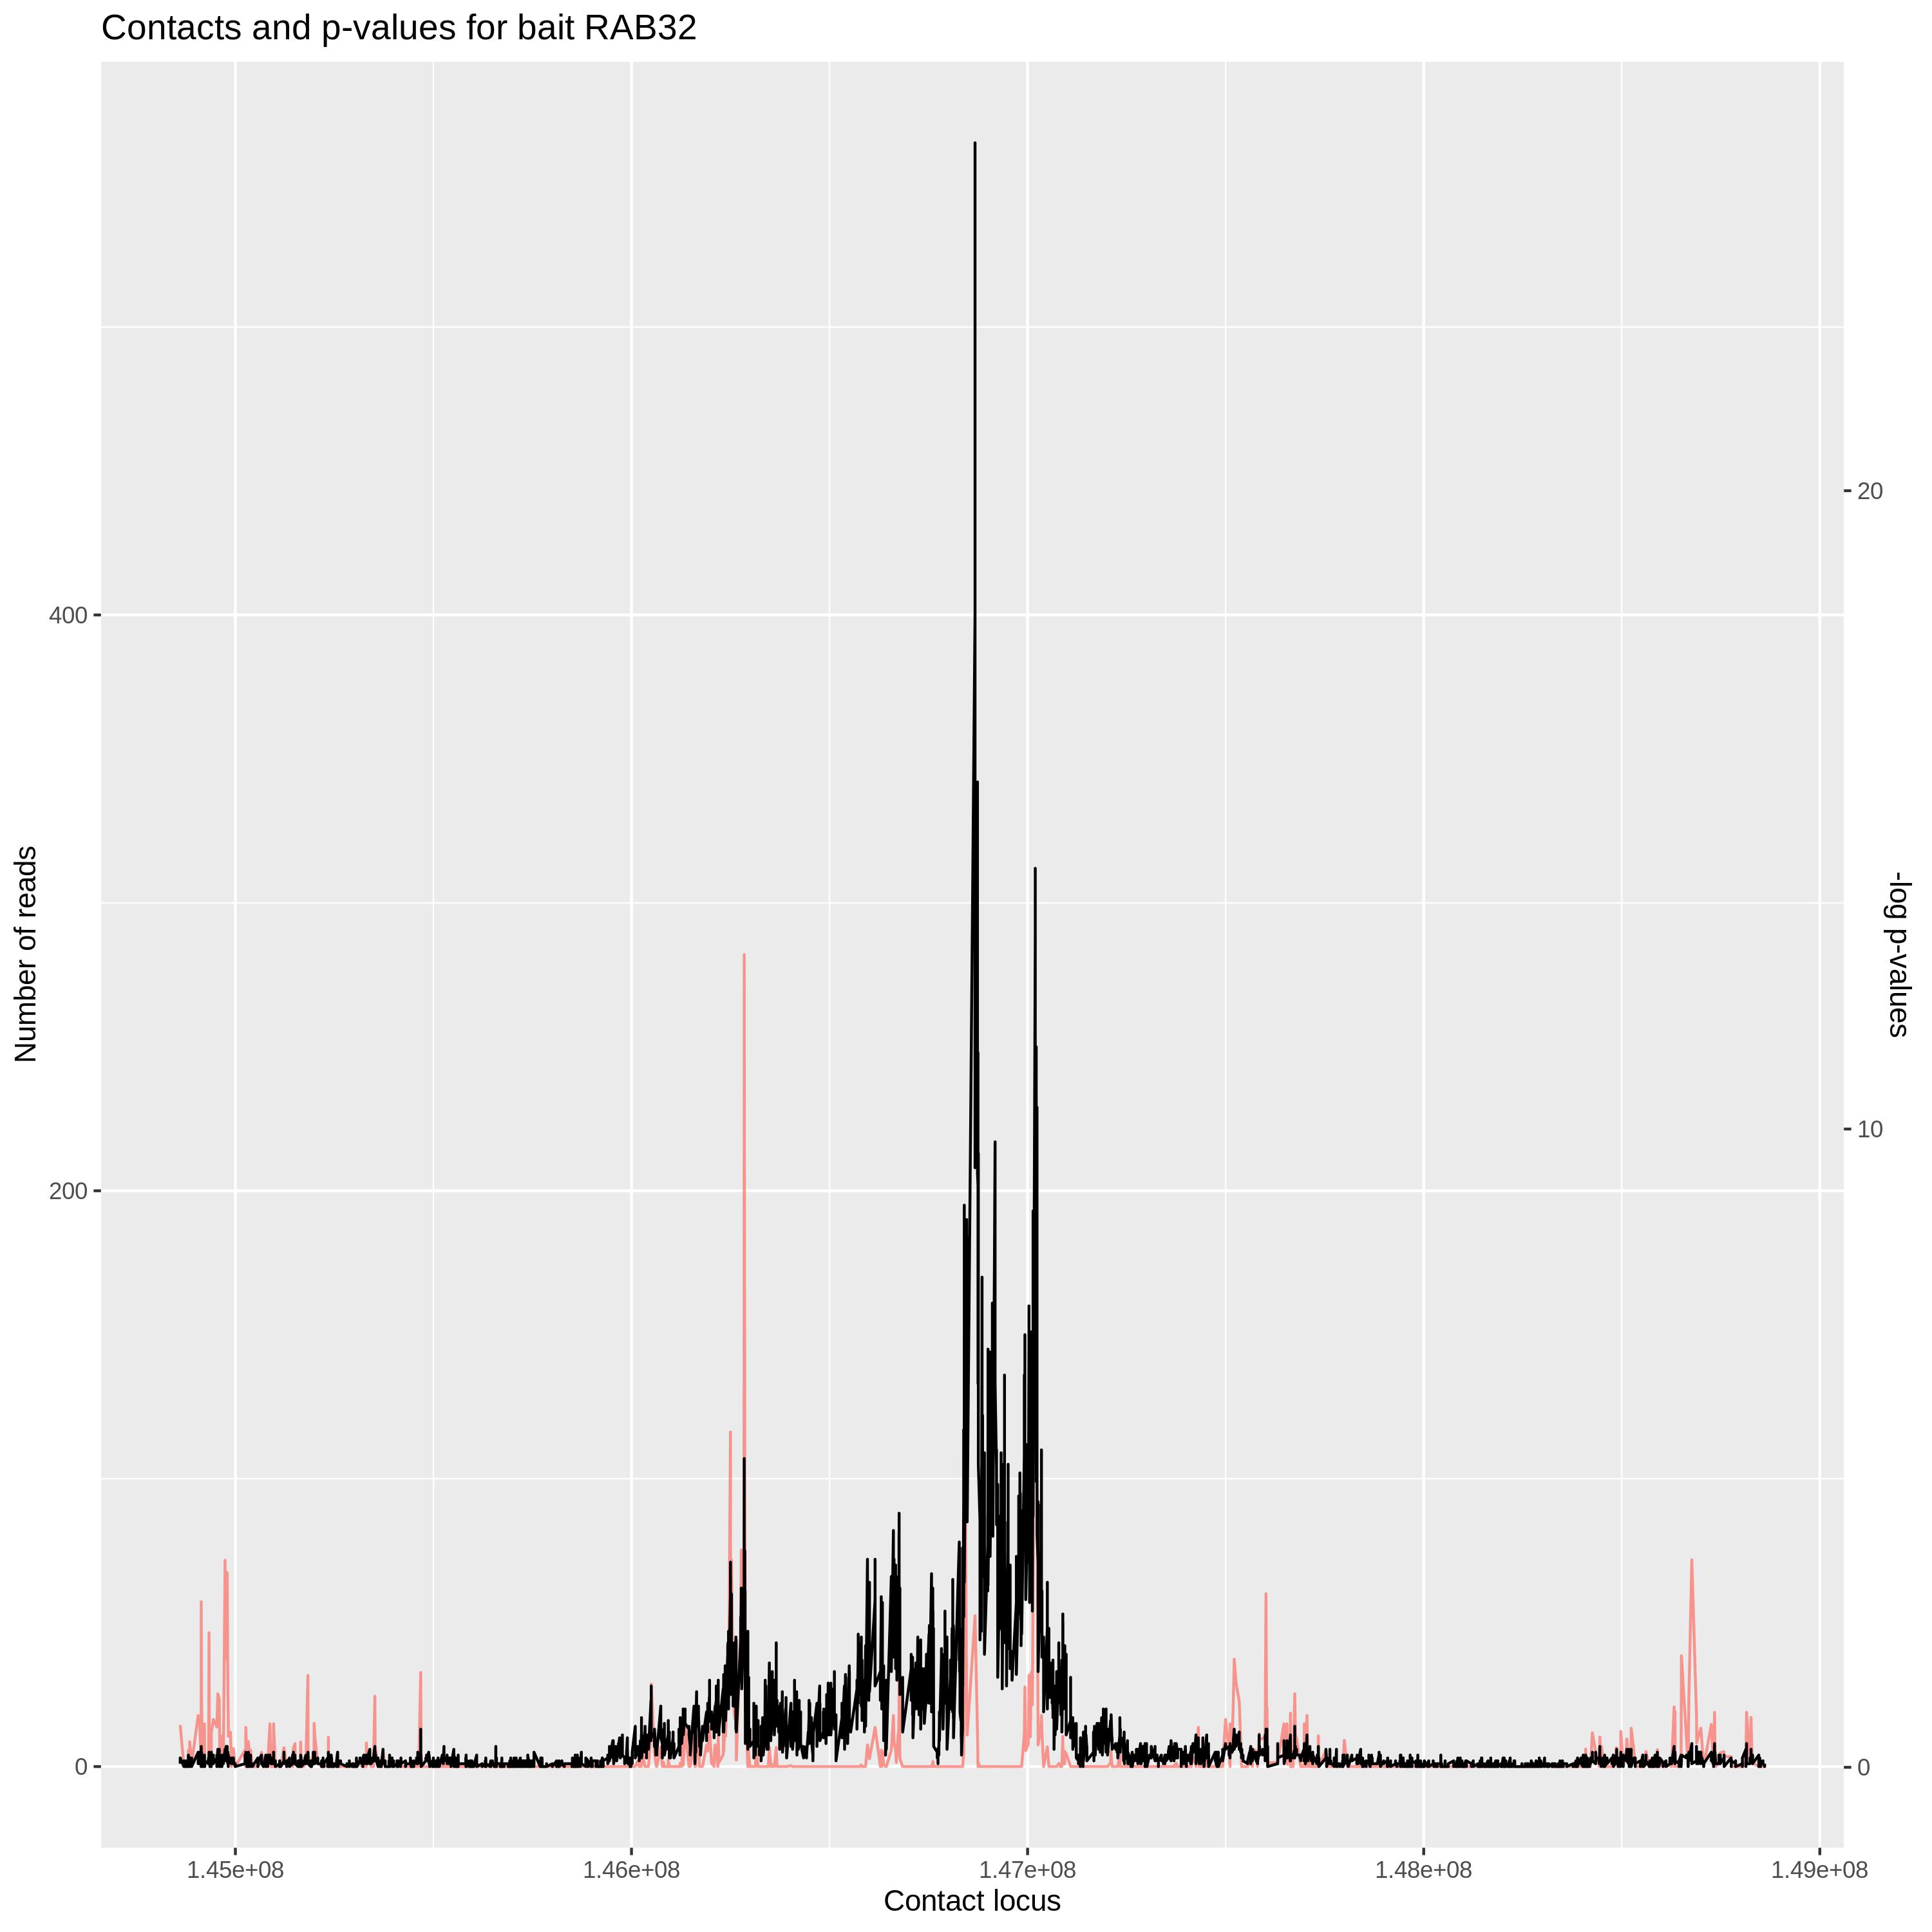 Contacts and p-values for bait RAB32
Number of reads
400
200
0
20
10
0
-log p-values
1.45e+08 1.46e+08 1.47e+08 1.48e+08 1.49e+08
Contact locus